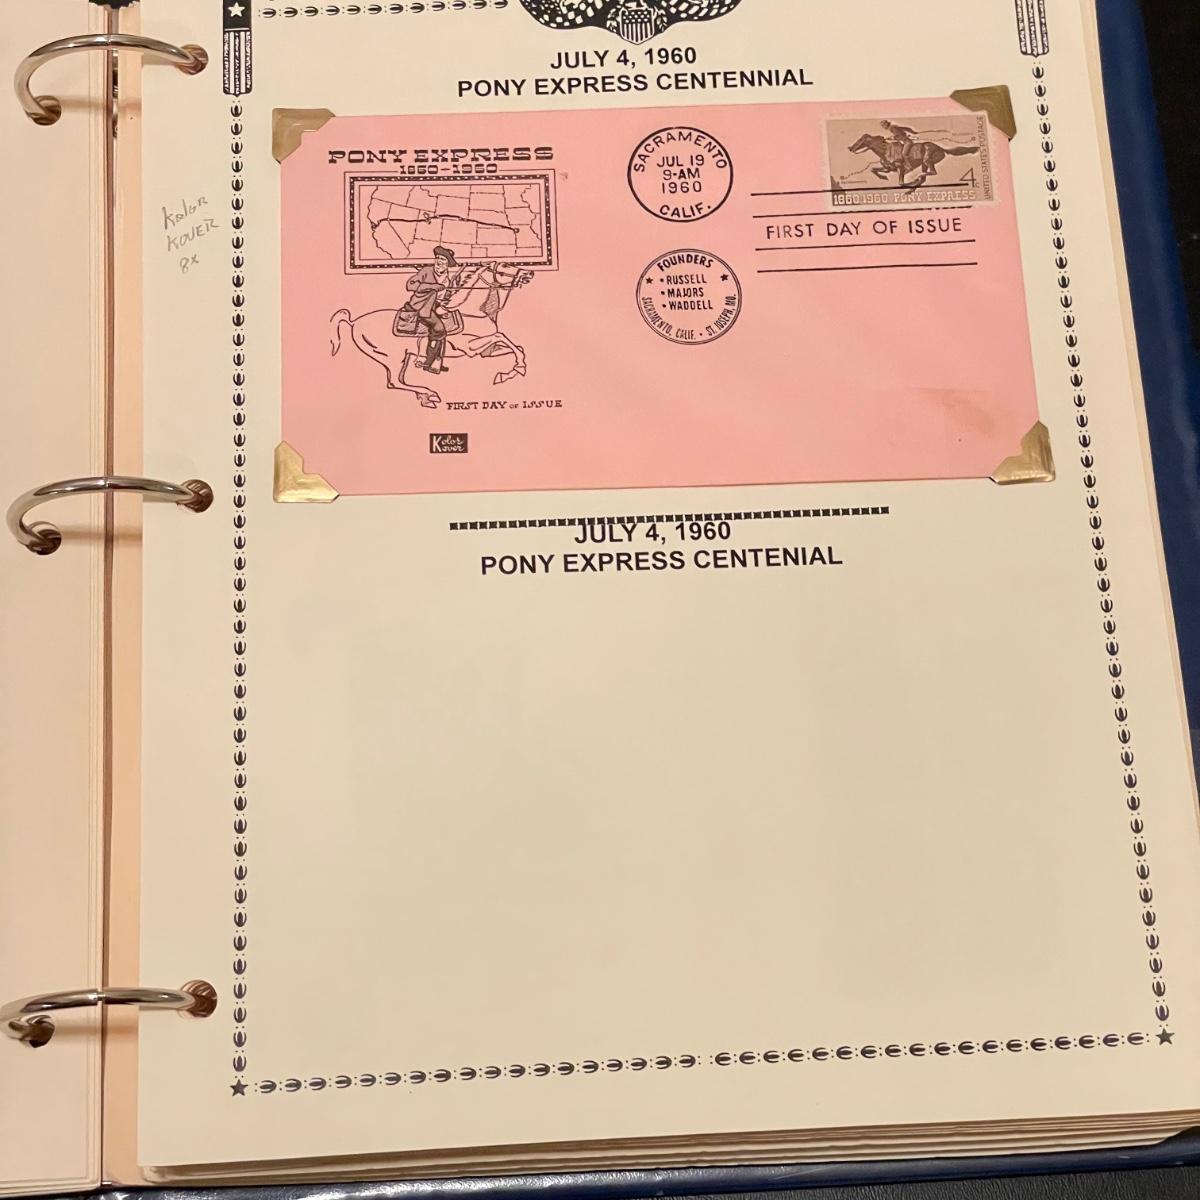 JULY 4, 1960
PONY EXPRESS CENTENNIAL
PONY EXPRESS
1860-1960
FIRST DAY OF ISSUE
Kolor
Kover
SACRAMENTO
JUL 19
9-AM
1960
CALIF.
FOUNDERS
• RUSSELL
• MAJORS
• WADDELL
SACRAMENTO, CALIF. • ST. JOSEPH, MO.
4¢
UNITED STATES POSTAGE
1860 1960 PONY EXPRESS
FIRST DAY OF ISSUE
KOLOR
KOVER
8x
JULY 4, 1960
PONY EXPRESS CENTENIAL